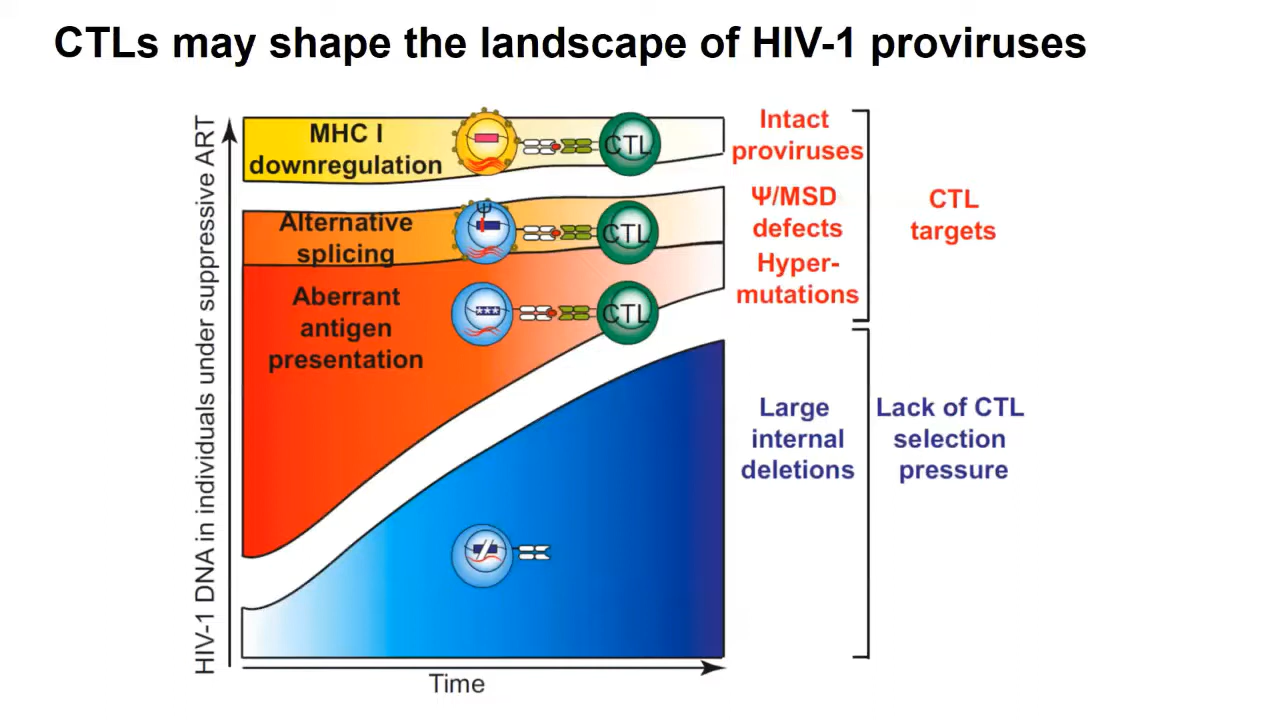 CTLs may shape the landscape of HIV-1 proviruses
HIV-1 DNA in individuals under suppressive ART
MHC I
downregulation
CTL
Intact
proviruses
Ψ
Alternative
splicing
CTL
Ψ/MSD
defects
Aberrant
antigen
presentation
***
CTL
Hyper-
mutations
CTL
targets
Large
internal
deletions
Lack of CTL
selection
pressure
Time